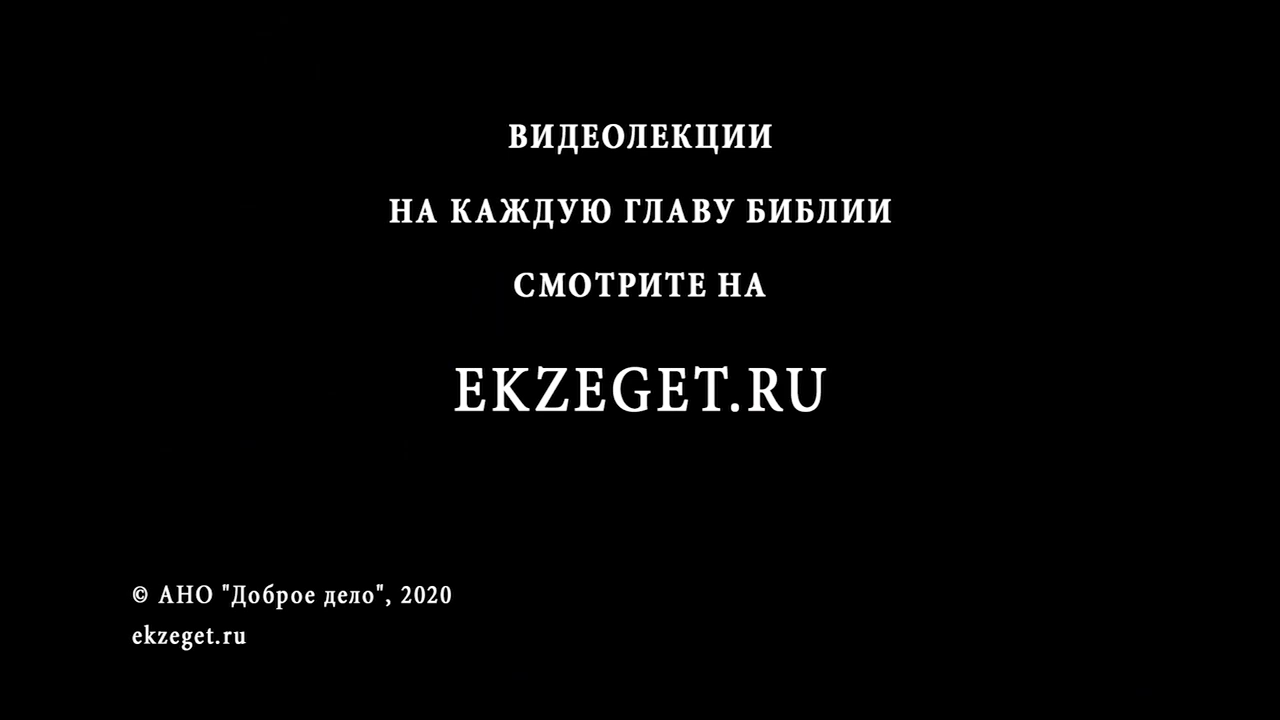 ВИДЕОЛЕКЦИИ
НА КАЖДУЮ ГЛАВУ БИБЛИИ
СМОТРИТЕ НА
EKZEGET.RU
© АНО "Доброе дело", 2020
ekzeget.ru